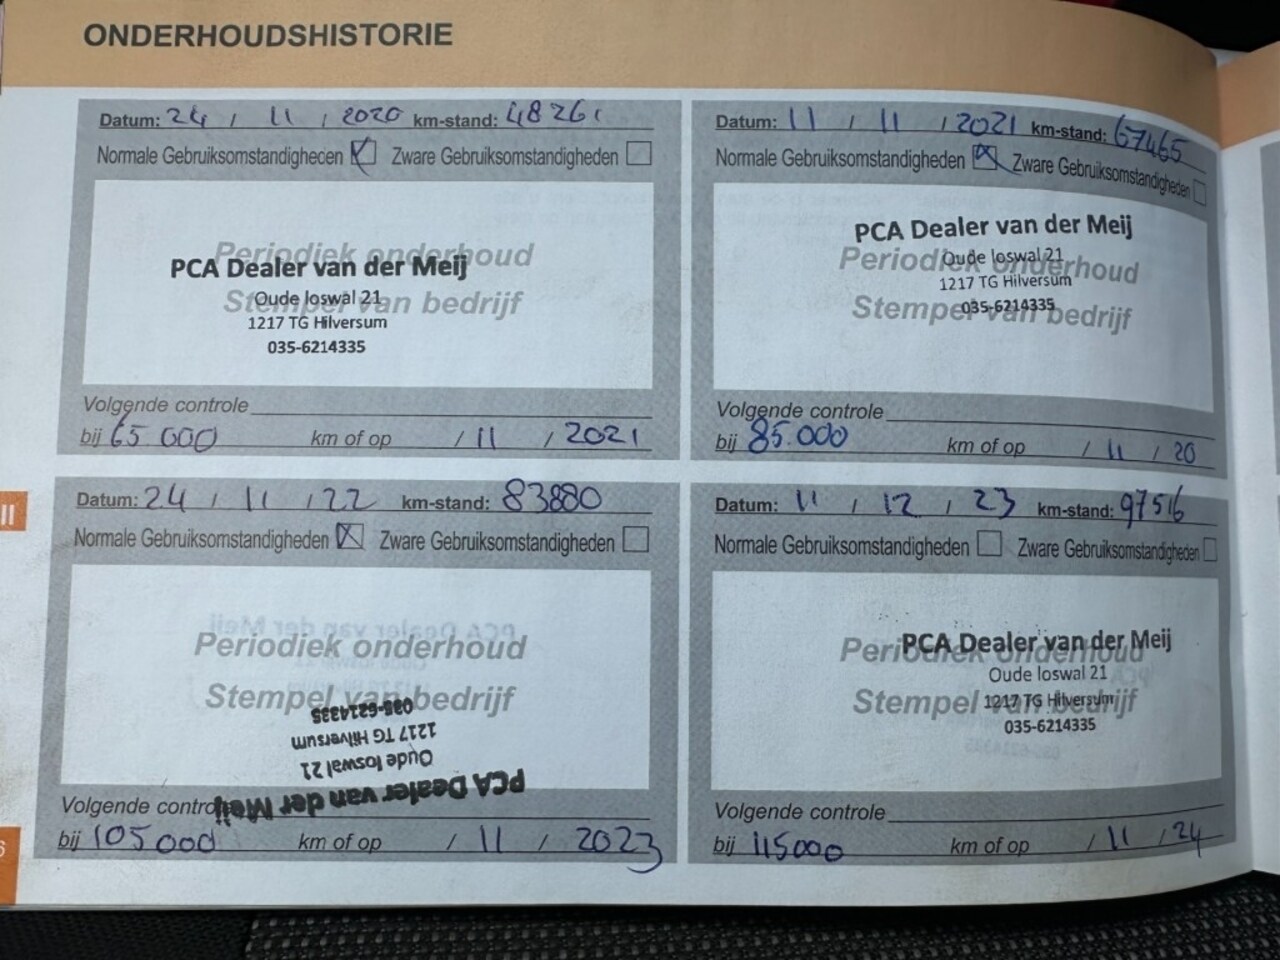 ONDERHOUDSHISTORIE
Datum: 24 / 11 / 2020 km-stand: 48261
Normale Gebruiksomstandigheden Zware Gebruiksomstandigheden
Periodiek onderhoud
PCA Dealer van der Meij
Stempel van bedrijf
Oude loswal 21
1217 TG Hilversum
035-6214335
Volgende controle
bij 65 000 km of op / 11 / 2021
Datum: 11 / 11 / 2021 km-stand: 67465
Normale Gebruiksomstandigheden Zware Gebruiksomstandigheden
PCA Dealer van der Meij
Periodiek onderhoud
Oude loswal 21
1217 TG Hilversum
Stempel van bedrijf
035-6214335
Volgende controle
bij 85.000 km of op / 11 / 20
II
Datum: 24 / 11 / 22 km-stand: 83880
Normale Gebruiksomstandigheden Zware Gebruiksomstandigheden
Periodiek onderhoud
Stempel van bedrijf
PCA Dealer van der Meij
Oude loswal 21
1217 TG Hilversum
035-6214335
Volgende controle
bij 105000 km of op / 11 / 2023
Datum: 11 / 12 / 23 km-stand: 97516
Normale Gebruiksomstandigheden Zware Gebruiksomstandigheden
PCA Dealer van der Meij
Periodiek onderhoud
Oude loswal 21
Stempel van bedrijf
1217 TG Hilversum
035-6214335
Volgende controle
bij 115000 km of op / 11 / 24
6